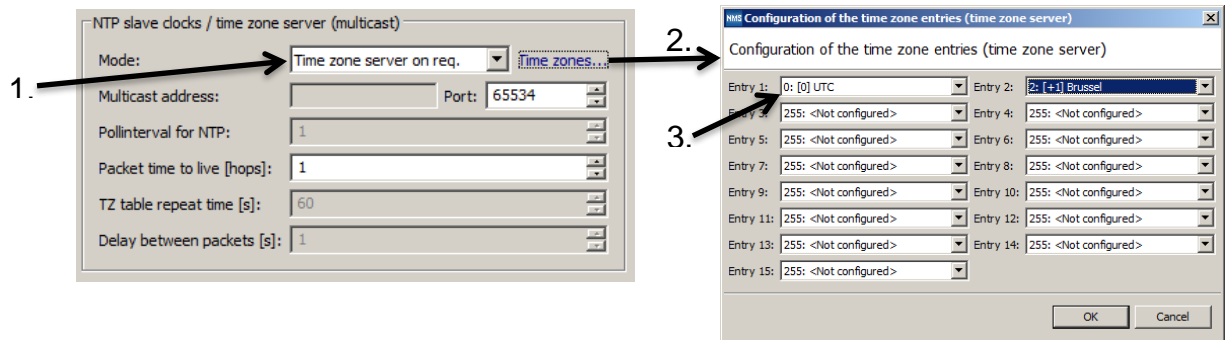 NTP slave clocks / time zone server (multicast)
1.
Mode: Time zone server on req. Time zones...
Multicast address: Port: 65534
Pollinterval for NTP: 1
Packet time to live [hops]: 1
TZ table repeat time [s]: 60
Delay between packets [s]: 1
2.
NMS Configuration of the time zone entries (time zone server)
Configuration of the time zone entries (time zone server)
3.
Entry 1: 0: [0] UTC Entry 2: 2: [+1] Brussel
Entry 3: 255: <Not configured> Entry 4: 255: <Not configured>
Entry 5: 255: <Not configured> Entry 6: 255: <Not configured>
Entry 7: 255: <Not configured> Entry 8: 255: <Not configured>
Entry 9: 255: <Not configured> Entry 10: 255: <Not configured>
Entry 11: 255: <Not configured> Entry 12: 255: <Not configured>
Entry 13: 255: <Not configured> Entry 14: 255: <Not configured>
Entry 15: 255: <Not configured>
OK Cancel